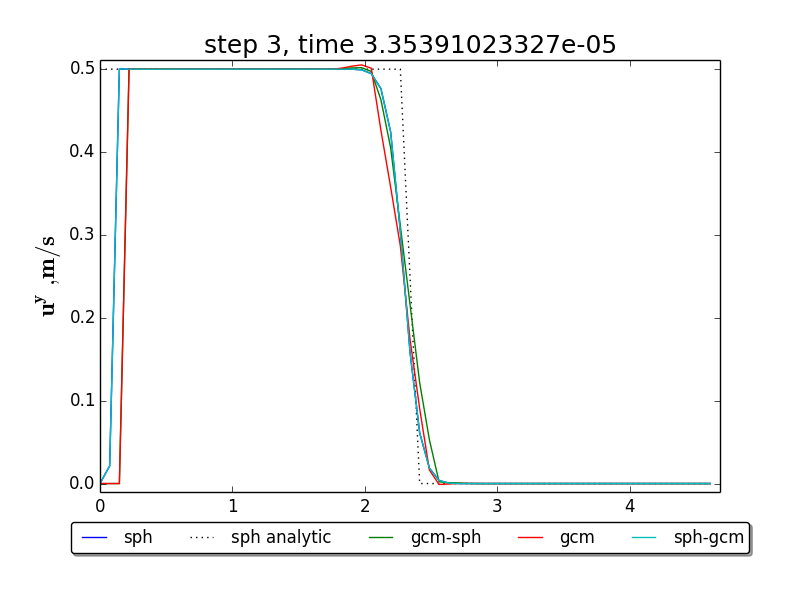 step 3, time 3.35391023327e-05
0.5
0.4
0.3
0.2
0.1
0.0
u^y ,m/s
0 1 2 3 4
sph sph analytic gcm-sph gcm sph-gcm